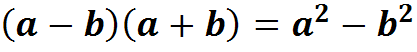 (a − b)(a + b) = a² − b²